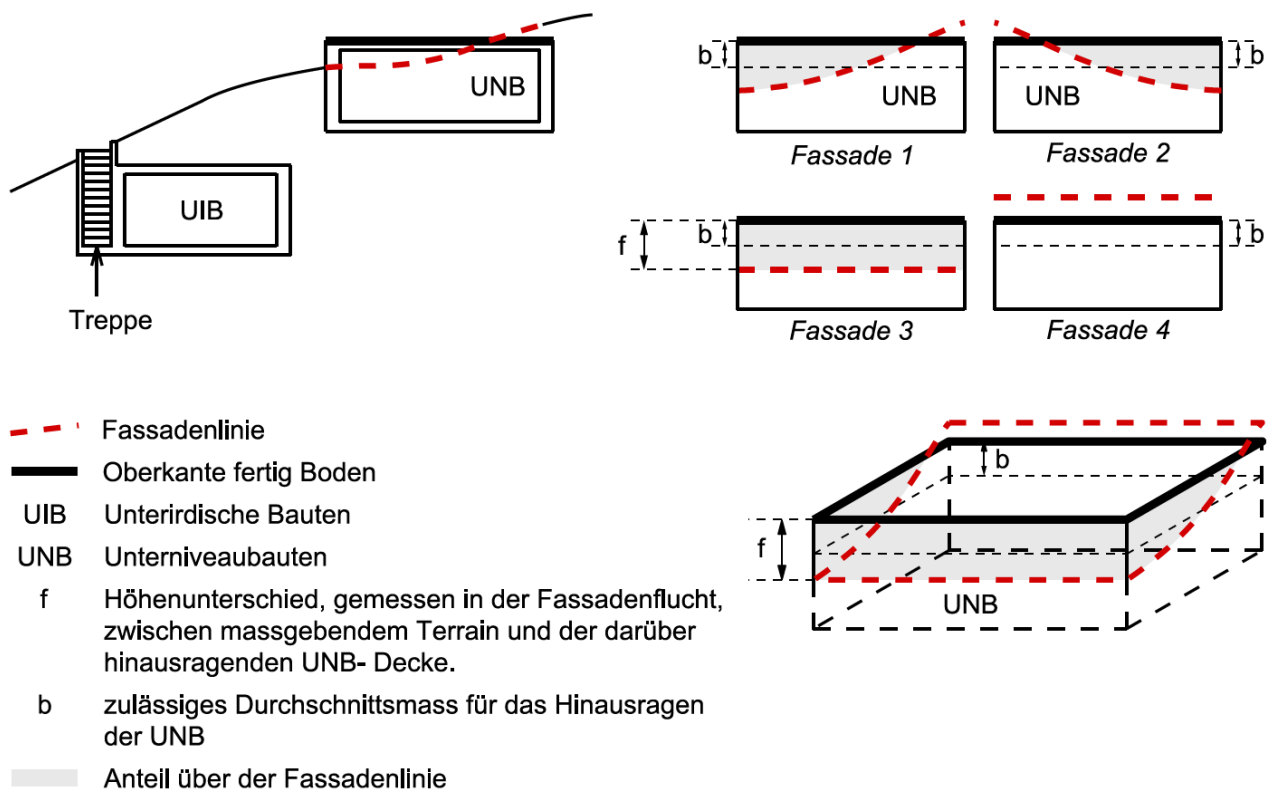 UNB
UIB
Treppe
b
UNB
Fassade 1
UNB
b
Fassade 2
f
b
Fassade 3
b
Fassade 4
Fassadenlinie
Oberkante fertig Boden
UIB Unterirdische Bauten
UNB Unterniveaubauten
f Höhenunterschied, gemessen in der Fassadenflucht,
zwischen massgebendem Terrain und der darüber
hinausragenden UNB- Decke.
b zulässiges Durchschnittsmass für das Hinausragen
der UNB
Anteil über der Fassadenlinie
b
f
UNB